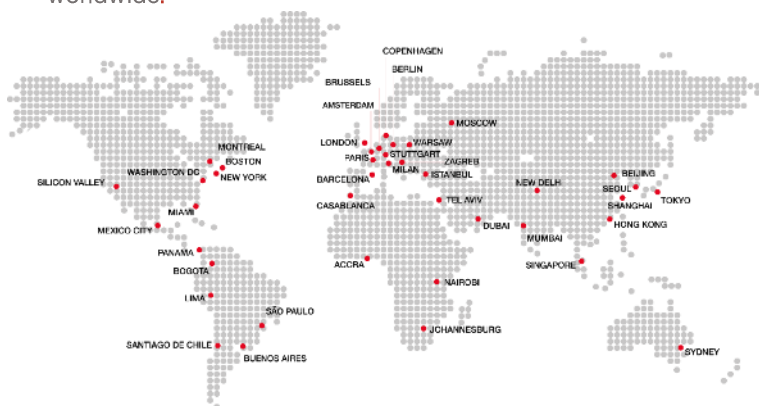 worldwide.
COPENHAGEN
BERLIN
BRUSSELS
AMSTERDAM
MOSCOW
LONDON
WARSAW
MONTREAL
STUTTGART
PARIS
ZAGREB
BOSTON
WASHINGTON DC
MILAN
NEW YORK
BARCELONA
ISTANBUL
BEIJING
SILICON VALLEY
NEW DELH
SEOUL
TOKYO
CASABLANCA
TEL AVIV
SHANGHAI
MIAMI
MEXICO CITY
DUBAI
HONG KONG
MUMBAI
PANAMA
ACCRA
SINGAPORE
BOGOTA
NAIROBI
LIMA
SÃO PAULO
JOHANNESBURG
SANTIAGO DE CHILE
SYDNEY
BUENOS AIRES